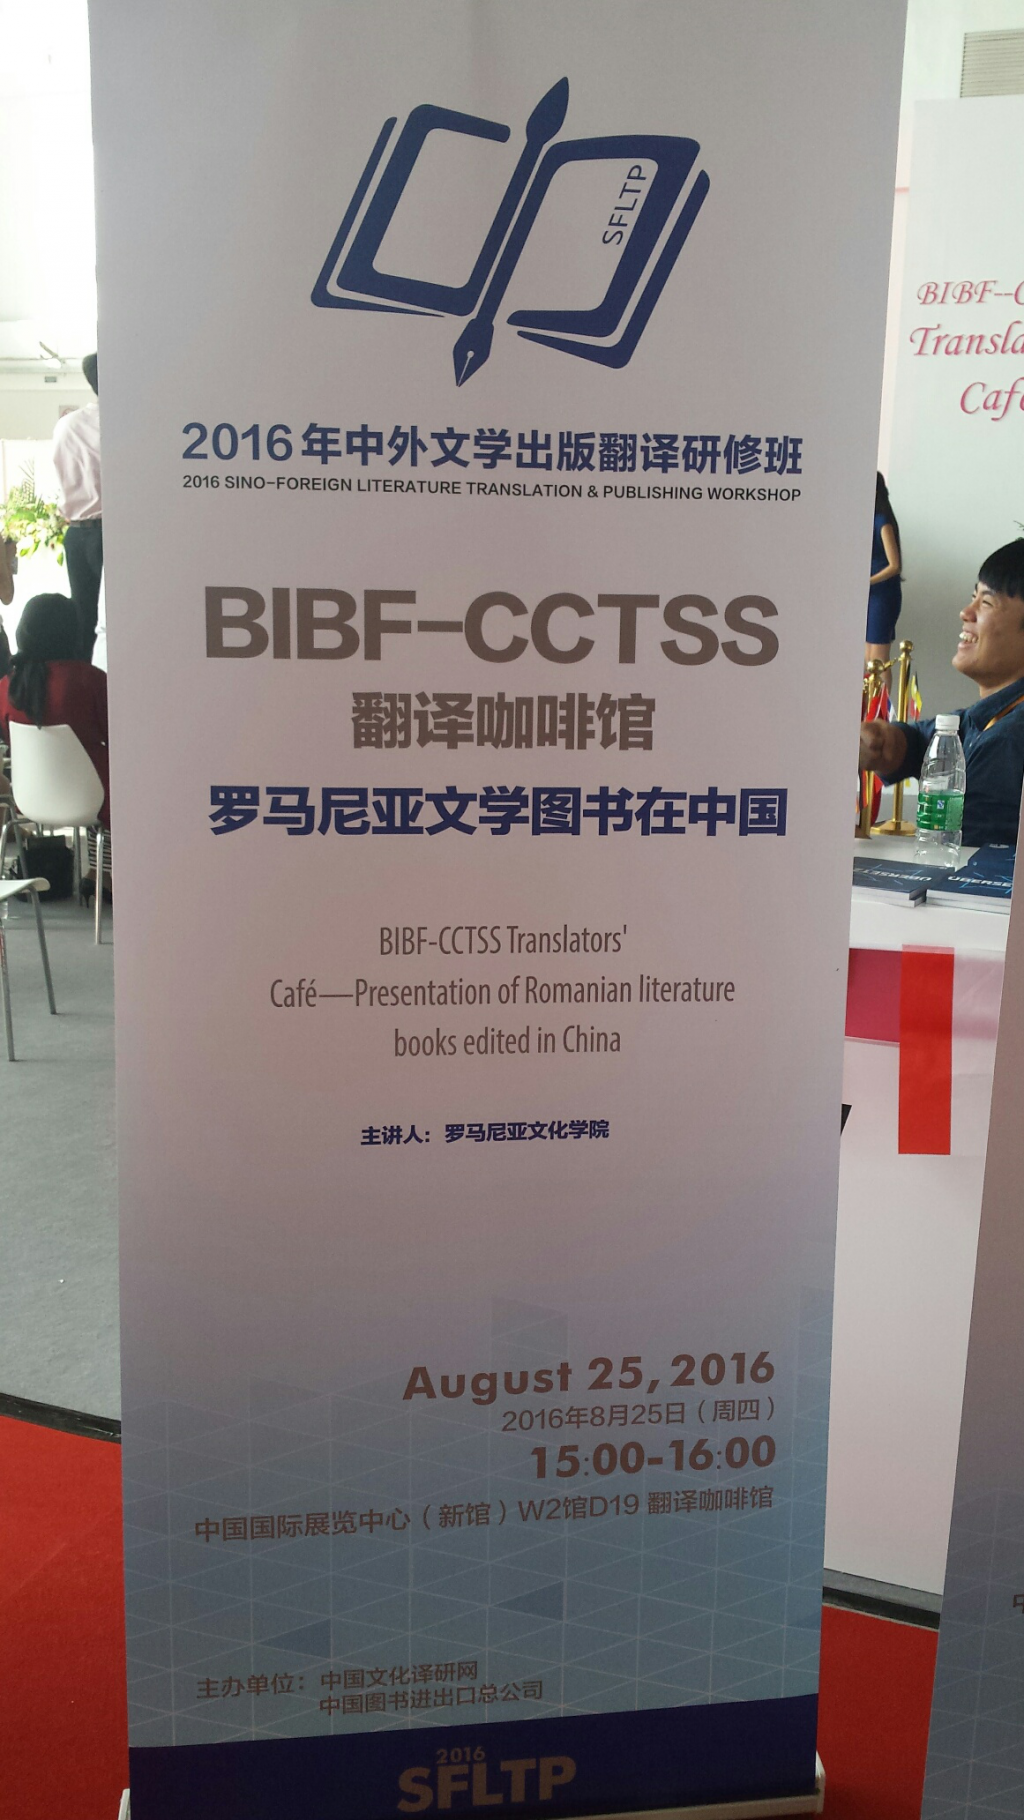 SFLTP
2016年中外文学出版翻译研修班
2016 SINO-FOREIGN LITERATURE TRANSLATION & PUBLISHING WORKSHOP
BIBF-CCTSS
翻译咖啡馆
罗马尼亚文学图书在中国
BIBF-CCTSS Translators'
Café—Presentation of Romanian literature
books edited in China
主讲人：罗马尼亚文化学院
August 25, 2016
2016年8月25日（周四）
15:00-16:00
中国国际展览中心（新馆）W2馆D19 翻译咖啡馆
主办单位：中国文化译研网
中国图书进出口总公司
2016
SFLTP
BIBF--C
Transla
Café